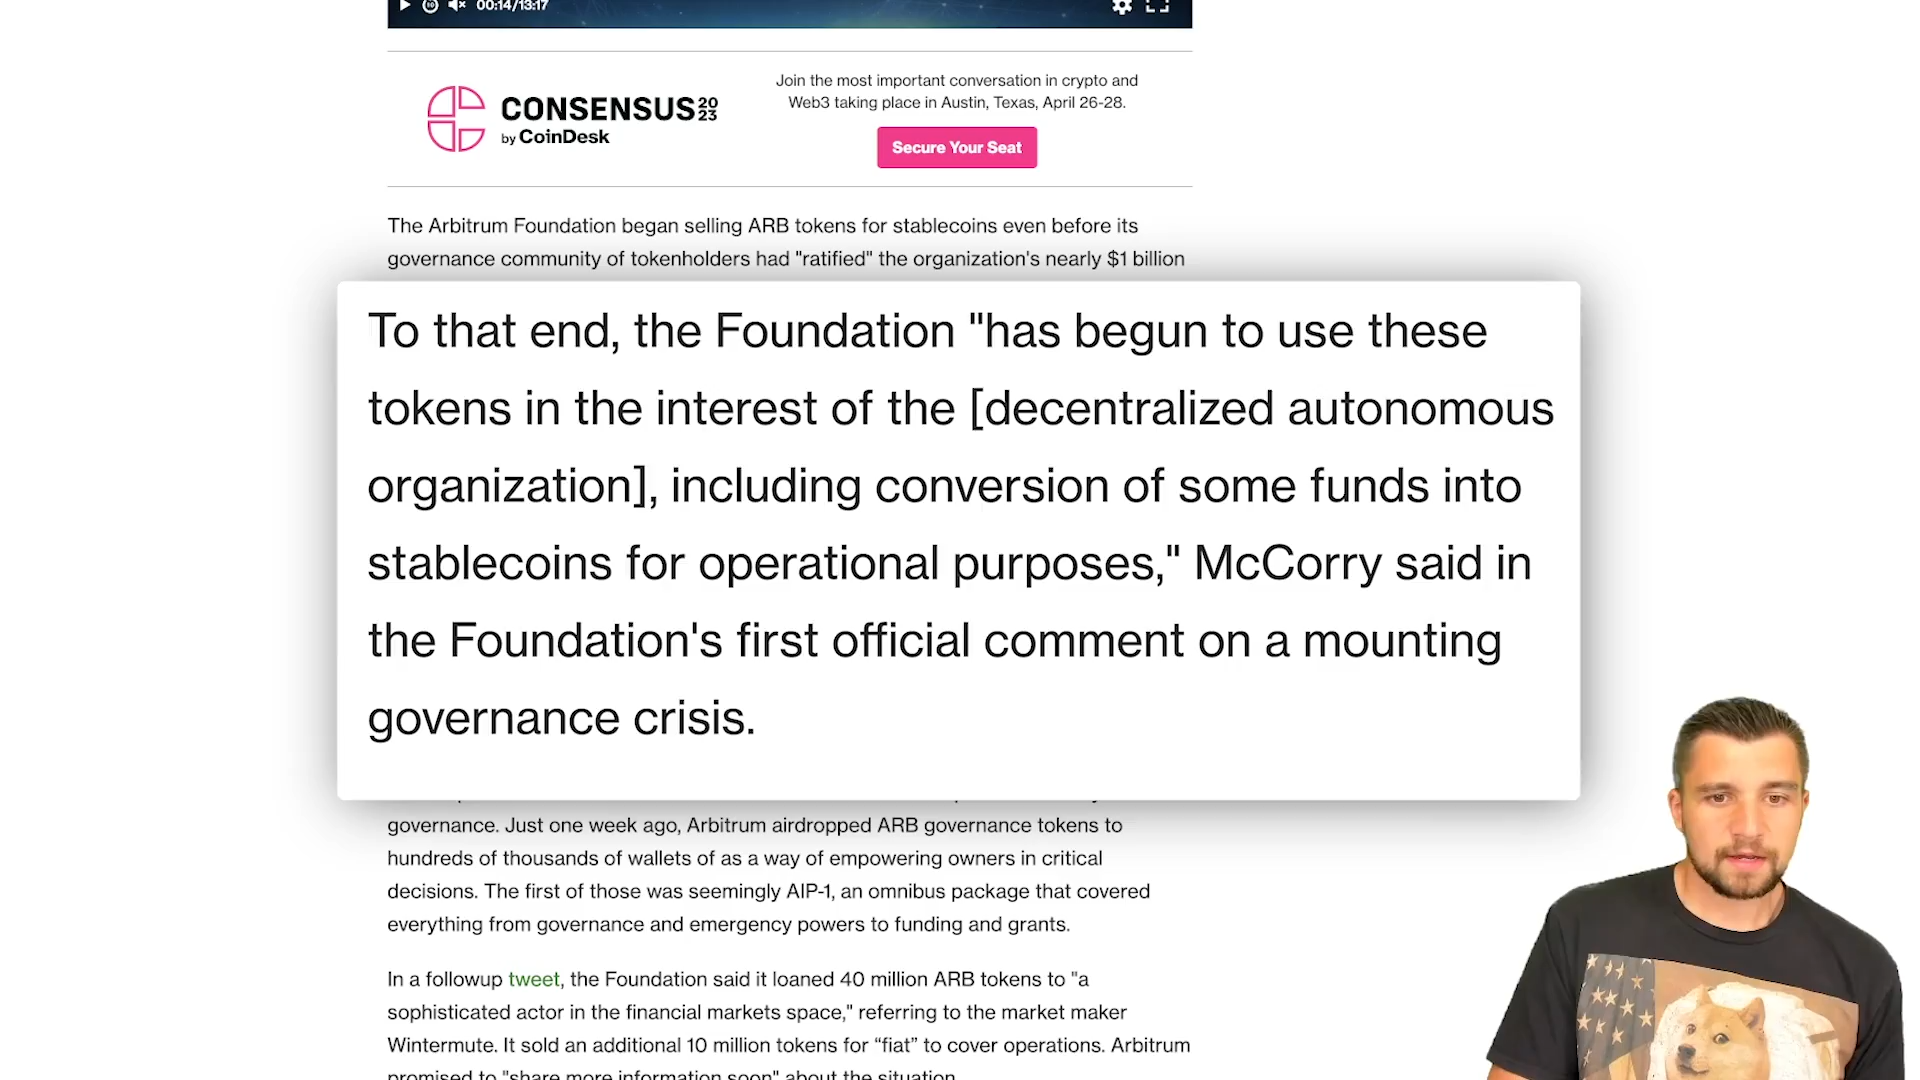 00:14/13:17
CONSENSUS 20 23
by CoinDesk
Join the most important conversation in crypto and
Web3 taking place in Austin, Texas, April 26-28.
Secure Your Seat
The Arbitrum Foundation began selling ARB tokens for stablecoins even before its
governance community of tokenholders had "ratified" the organization's nearly $1 billion
To that end, the Foundation "has begun to use these
tokens in the interest of the [decentralized autonomous
organization], including conversion of some funds into
stablecoins for operational purposes," McCorry said in
the Foundation's first official comment on a mounting
governance crisis.
governance. Just one week ago, Arbitrum airdropped ARB governance tokens to
hundreds of thousands of wallets of as a way of empowering owners in critical
decisions. The first of those was seemingly AIP-1, an omnibus package that covered
everything from governance and emergency powers to funding and grants.
In a followup tweet, the Foundation said it loaned 40 million ARB tokens to "a
sophisticated actor in the financial markets space," referring to the market maker
Wintermute. It sold an additional 10 million tokens for “fiat” to cover operations. Arbitrum
promised to "share more information soon" about the situation.